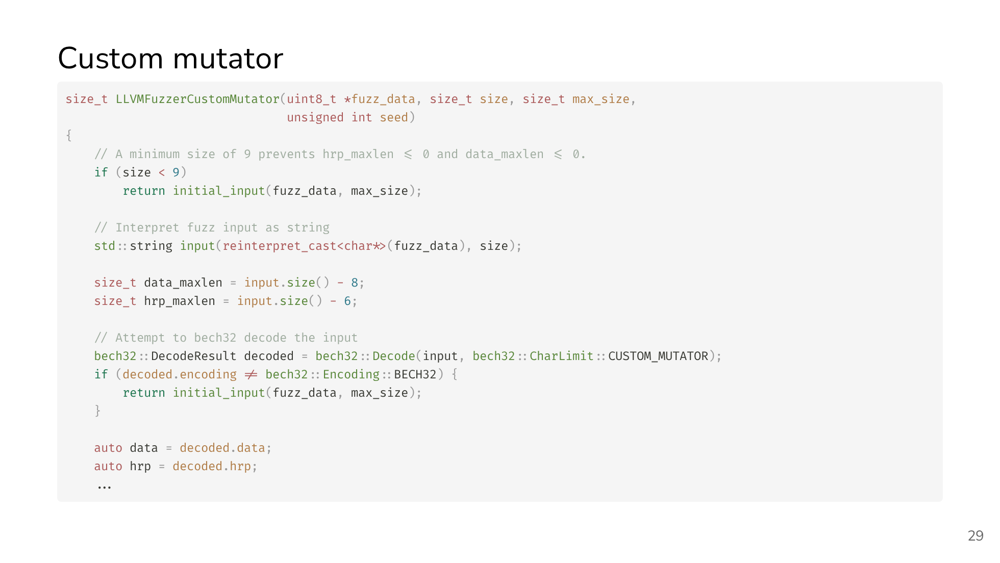 Custom mutator
size_t LLVMFuzzerCustomMutator(uint8_t *fuzz_data, size_t size, size_t max_size,
                               unsigned int seed)
{
    // A minimum size of 9 prevents hrp_maxlen <= 0 and data_maxlen <= 0.
    if (size < 9)
        return initial_input(fuzz_data, max_size);

    // Interpret fuzz input as string
    std::string input(reinterpret_cast<char*>(fuzz_data), size);

    size_t data_maxlen = input.size() - 8;
    size_t hrp_maxlen = input.size() - 6;

    // Attempt to bech32 decode the input
    bech32::DecodeResult decoded = bech32::Decode(input, bech32::CharLimit::CUSTOM_MUTATOR);
    if (decoded.encoding != bech32::Encoding::BECH32) {
        return initial_input(fuzz_data, max_size);
    }

    auto data = decoded.data;
    auto hrp = decoded.hrp;
    ...
29